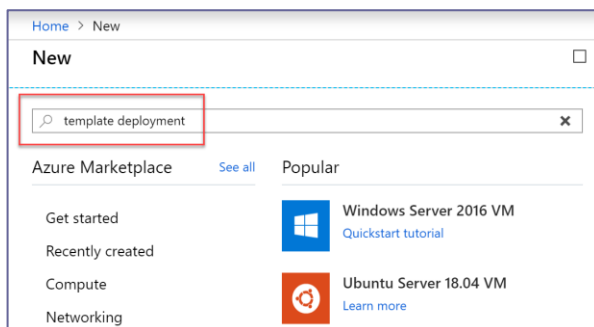 Home > New
New
template deployment
Azure Marketplace See all Popular
Get started
Recently created
Compute
Networking
Windows Server 2016 VM
Quickstart tutorial
Ubuntu Server 18.04 VM
Learn more